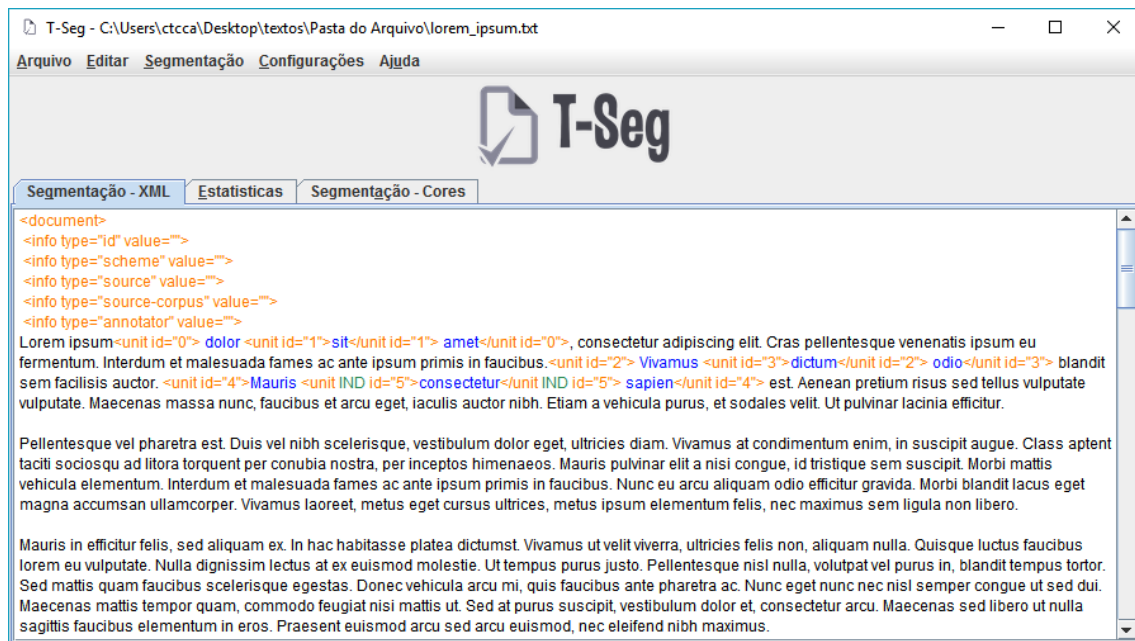 T-Seg - C:\Users\ctcca\Desktop\textos\Pasta do Arquivo\lorem_ipsum.txt
Arquivo Editar Segmentação Configurações Ajuda
T-Seg
Segmentação - XML Estatisticas Segmentação - Cores
<document>
<info type="id" value="">
<info type="scheme" value="">
<info type="source" value="">
<info type="source-corpus" value="">
<info type="annotator" value="">
Lorem ipsum<unit id="0"> dolor <unit id="1">sit</unit id="1"> amet</unit id="0">, consectetur adipiscing elit. Cras pellentesque venenatis ipsum eu
fermentum. Interdum et malesuada fames ac ante ipsum primis in faucibus.<unit id="2"> Vivamus <unit id="3">dictum</unit id="2"> odio</unit id="3"> blandit
sem facilisis auctor. <unit id="4">Mauris <unit IND id="5">consectetur</unit IND id="5"> sapien</unit id="4"> est. Aenean pretium risus sed tellus vulputate
vulputate. Maecenas massa nunc, faucibus et arcu eget, iaculis auctor nibh. Etiam a vehicula purus, et sodales velit. Ut pulvinar lacinia efficitur.
Pellentesque vel pharetra est. Duis vel nibh scelerisque, vestibulum dolor eget, ultricies diam. Vivamus at condimentum enim, in suscipit augue. Class aptent
taciti sociosqu ad litora torquent per conubia nostra, per inceptos himenaeos. Mauris pulvinar elit a nisi congue, id tristique sem suscipit. Morbi mattis
vehicula elementum. Interdum et malesuada fames ac ante ipsum primis in faucibus. Nunc eu arcu aliquam odio efficitur gravida. Morbi blandit lacus eget
magna accumsan ullamcorper. Vivamus laoreet, metus eget cursus ultrices, metus ipsum elementum felis, nec maximus sem ligula non libero.
Mauris in efficitur felis, sed aliquam ex. In hac habitasse platea dictumst. Vivamus ut velit viverra, ultricies felis non, aliquam nulla. Quisque luctus faucibus
lorem eu vulputate. Nulla dignissim lectus at ex euismod molestie. Ut tempus purus justo. Pellentesque nisl nulla, volutpat vel purus in, blandit tempus tortor.
Sed mattis quam faucibus scelerisque egestas. Donec vehicula arcu mi, quis faucibus ante pharetra ac. Nunc eget nunc nec nisl semper congue ut sed dui.
Maecenas mattis tempor quam, commodo feugiat nisi mattis ut. Sed at purus suscipit, vestibulum dolor et, consectetur arcu. Maecenas sed libero ut nulla
sagittis faucibus elementum in eros. Praesent euismod arcu sed arcu euismod, nec eleifend nibh maximus.